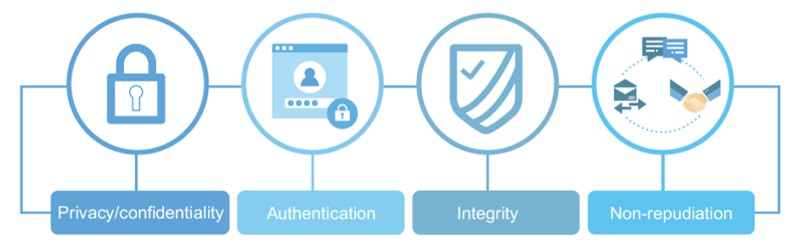 Privacy/confidentiality
Authentication
Integrity
Non-repudiation